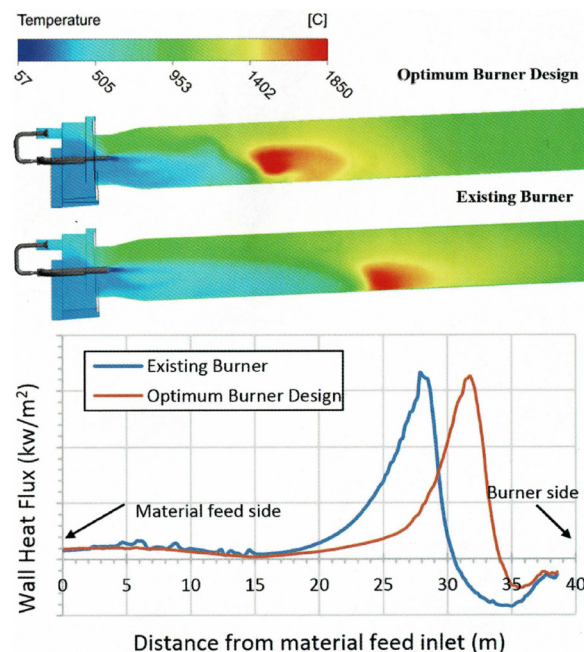 Temperature [C]
57 505 953 1402 1850
Optimum Burner Design
Existing Burner
Existing Burner
Optimum Burner Design
Wall Heat Flux (kw/m²)
Material feed side
Burner side
0 5 10 15 20 25 30 35 40
Distance from material feed inlet (m)